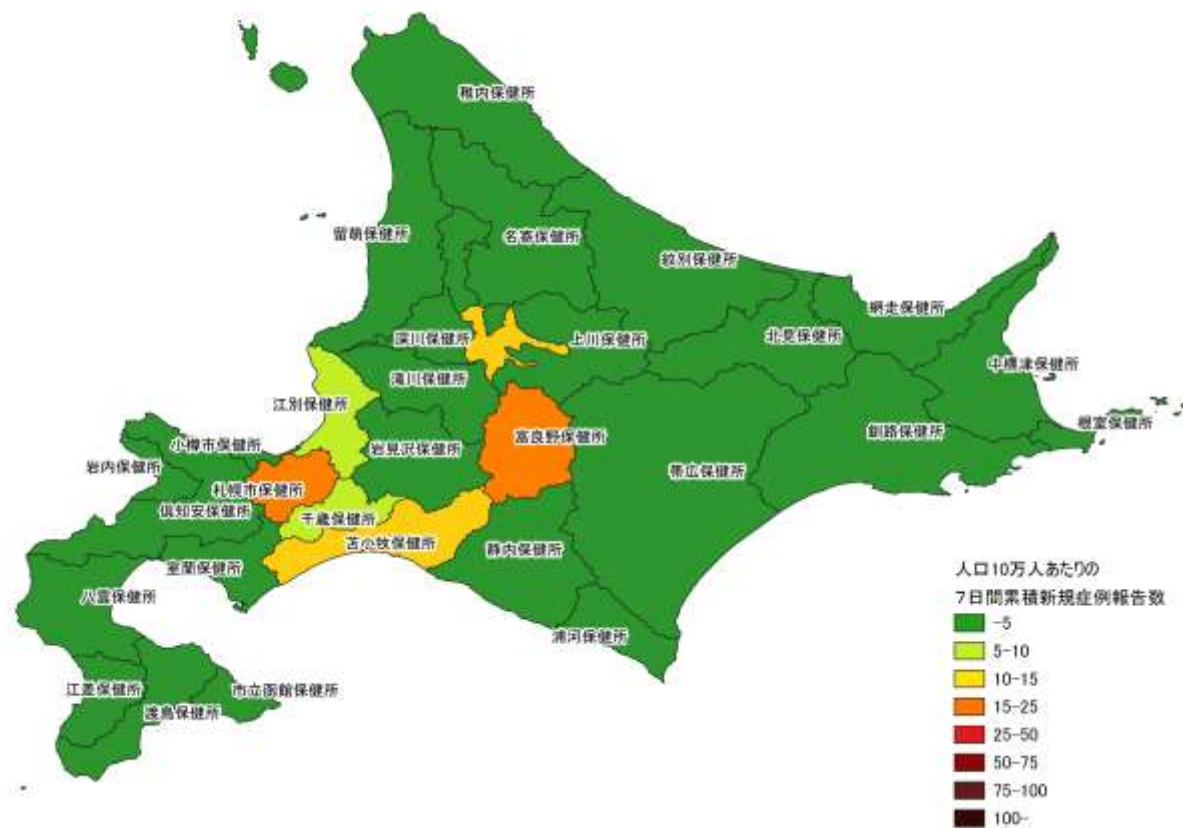 稚内保健所
留萌保健所
名寄保健所
紋別保健所
網走保健所
深川保健所
上川保健所
北見保健所
中標津保健所
滝川保健所
江別保健所
根室保健所
小樽市保健所
岩見沢保健所
富良野保健所
釧路保健所
岩内保健所
帯広保健所
札幌市保健所
倶知安保健所
千歳保健所
苫小牧保健所
静内保健所
室蘭保健所
八雲保健所
浦河保健所
江差保健所
市立函館保健所
渡島保健所
人口10万人あたりの
7日間累積新規症例報告数
-5
5-10
10-15
15-25
25-50
50-75
75-100
100-